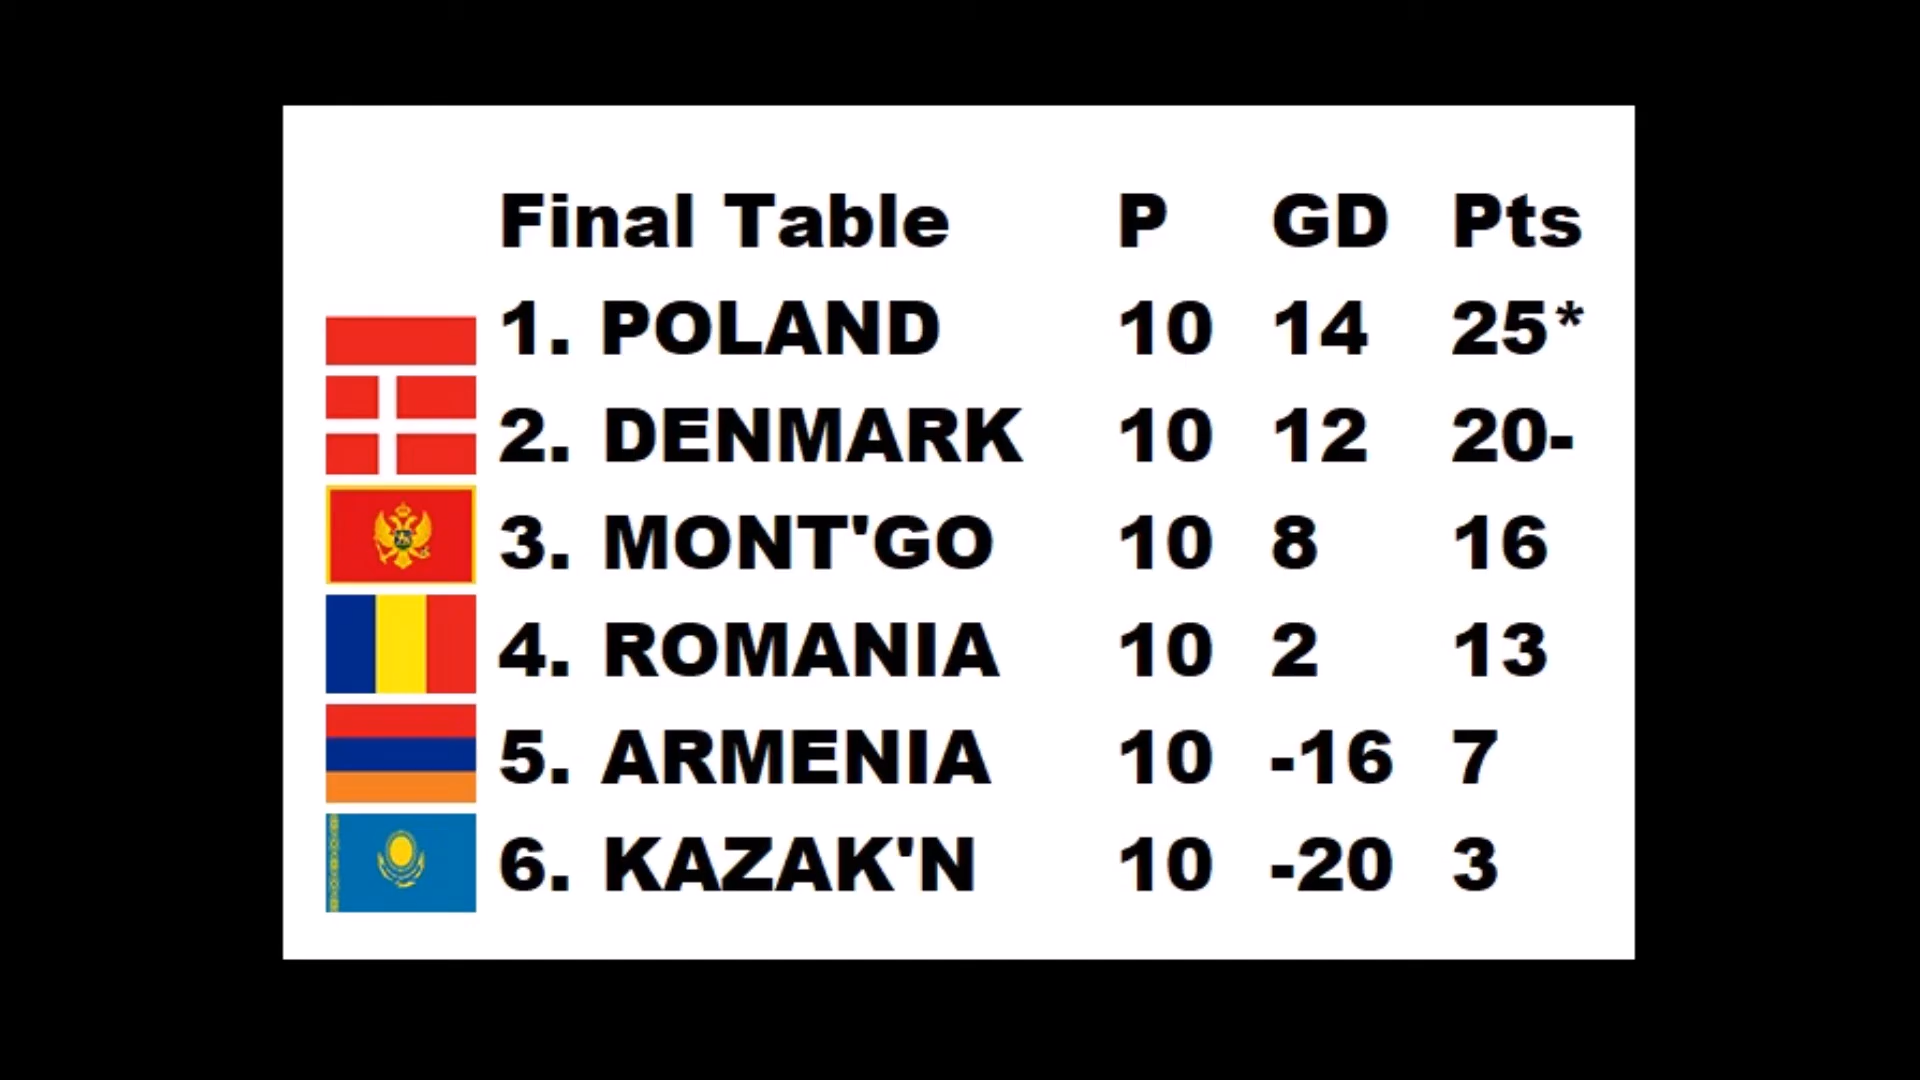 Final Table P GD Pts
1. POLAND 10 14 25*
2. DENMARK 10 12 20-
3. MONT'GO 10 8 16
4. ROMANIA 10 2 13
5. ARMENIA 10 -16 7
6. KAZAK'N 10 -20 3